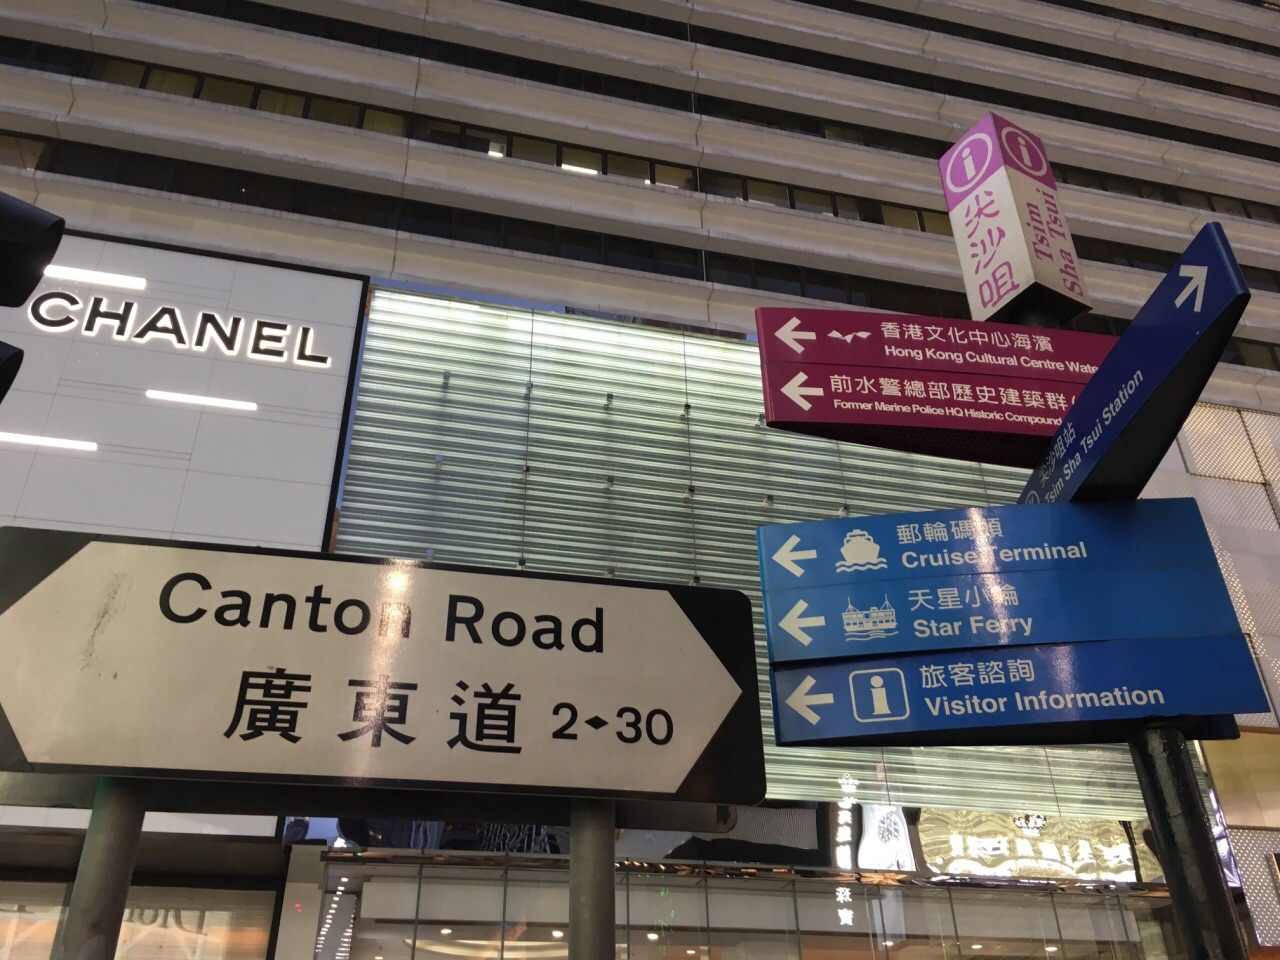 CHANEL
Canton Road
廣東道 2 30
尖沙咀
Tsim
Sha Tsui
香港文化中心海濱
Hong Kong Cultural Centre
前水警總部歷史建築群
Former Marine Police HQ Historic Compound
尖沙咀站
Tsim Sha Tsui Station
郵輪碼頭
Cruise Terminal
天星小輪
Star Ferry
旅客諮詢
Visitor Information